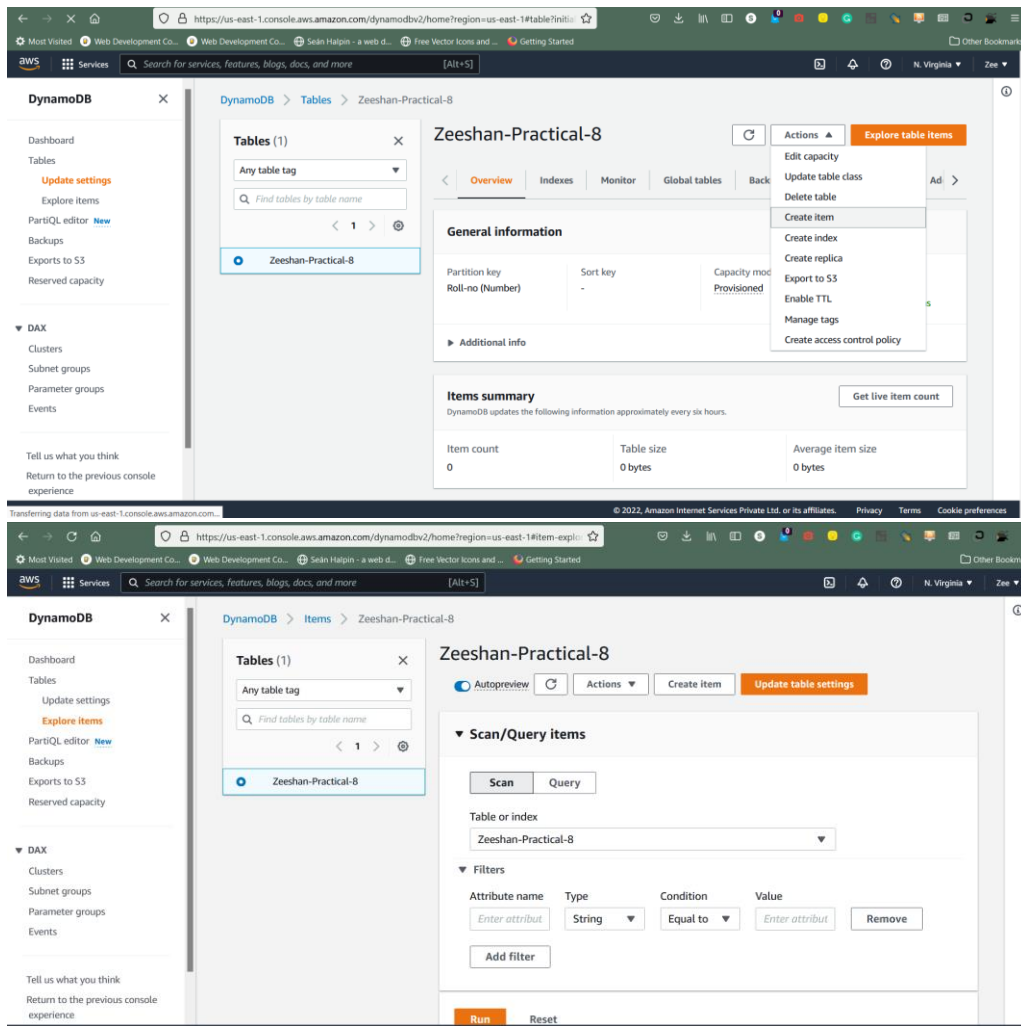 https://us-east-1.console.aws.amazon.com/dynamodbv2/home?region=us-east-1#table?initia
Most Visited Web Development Co... Web Development Co... Seán Halpin - a web d... Free Vector Icons and ... Getting Started Other Bookmarks
aws Services Search for services, features, blogs, docs, and more [Alt+S] N. Virginia Zee
DynamoDB
Dashboard
Tables
Update settings
Explore items
PartiQL editor New
Backups
Exports to S3
Reserved capacity
DAX
Clusters
Subnet groups
Parameter groups
Events
Tell us what you think
Return to the previous console
experience
Transferring data from us-east-1.console.aws.amazon.com...
DynamoDB > Tables > Zeeshan-Practical-8
Tables (1)
Any table tag
Find tables by table name
1
Zeeshan-Practical-8
Zeeshan-Practical-8
Actions Explore table items
Overview Indexes Monitor Global tables Back Ad
Edit capacity
Update table class
Delete table
Create item
Create index
Create replica
Export to S3
Enable TTL
Manage tags
Create access control policy
General information
Partition key Sort key Capacity mod
Roll-no (Number) - Provisioned
s
Additional info
Items summary Get live item count
DynamoDB updates the following information approximately every six hours.
Item count Table size Average item size
0 0 bytes 0 bytes
© 2022, Amazon Internet Services Private Ltd. or its affiliates. Privacy Terms Cookie preferences
https://us-east-1.console.aws.amazon.com/dynamodbv2/home?region=us-east-1#item-explo
Most Visited Web Development Co... Web Development Co... Seán Halpin - a web d... Free Vector Icons and ... Getting Started Other Bookm
aws Services Search for services, features, blogs, docs, and more [Alt+S] N. Virginia Zee
DynamoDB
Dashboard
Tables
Update settings
Explore items
PartiQL editor New
Backups
Exports to S3
Reserved capacity
DAX
Clusters
Subnet groups
Parameter groups
Events
Tell us what you think
Return to the previous console
experience
DynamoDB > Items > Zeeshan-Practical-8
Tables (1)
Any table tag
Find tables by table name
1
Zeeshan-Practical-8
Zeeshan-Practical-8
Autopreview Actions Create item Update table settings
Scan/Query items
Scan Query
Table or index
Zeeshan-Practical-8
Filters
Attribute name Type Condition Value
Enter attribut String Equal to Enter attribut Remove
Add filter
Run Reset